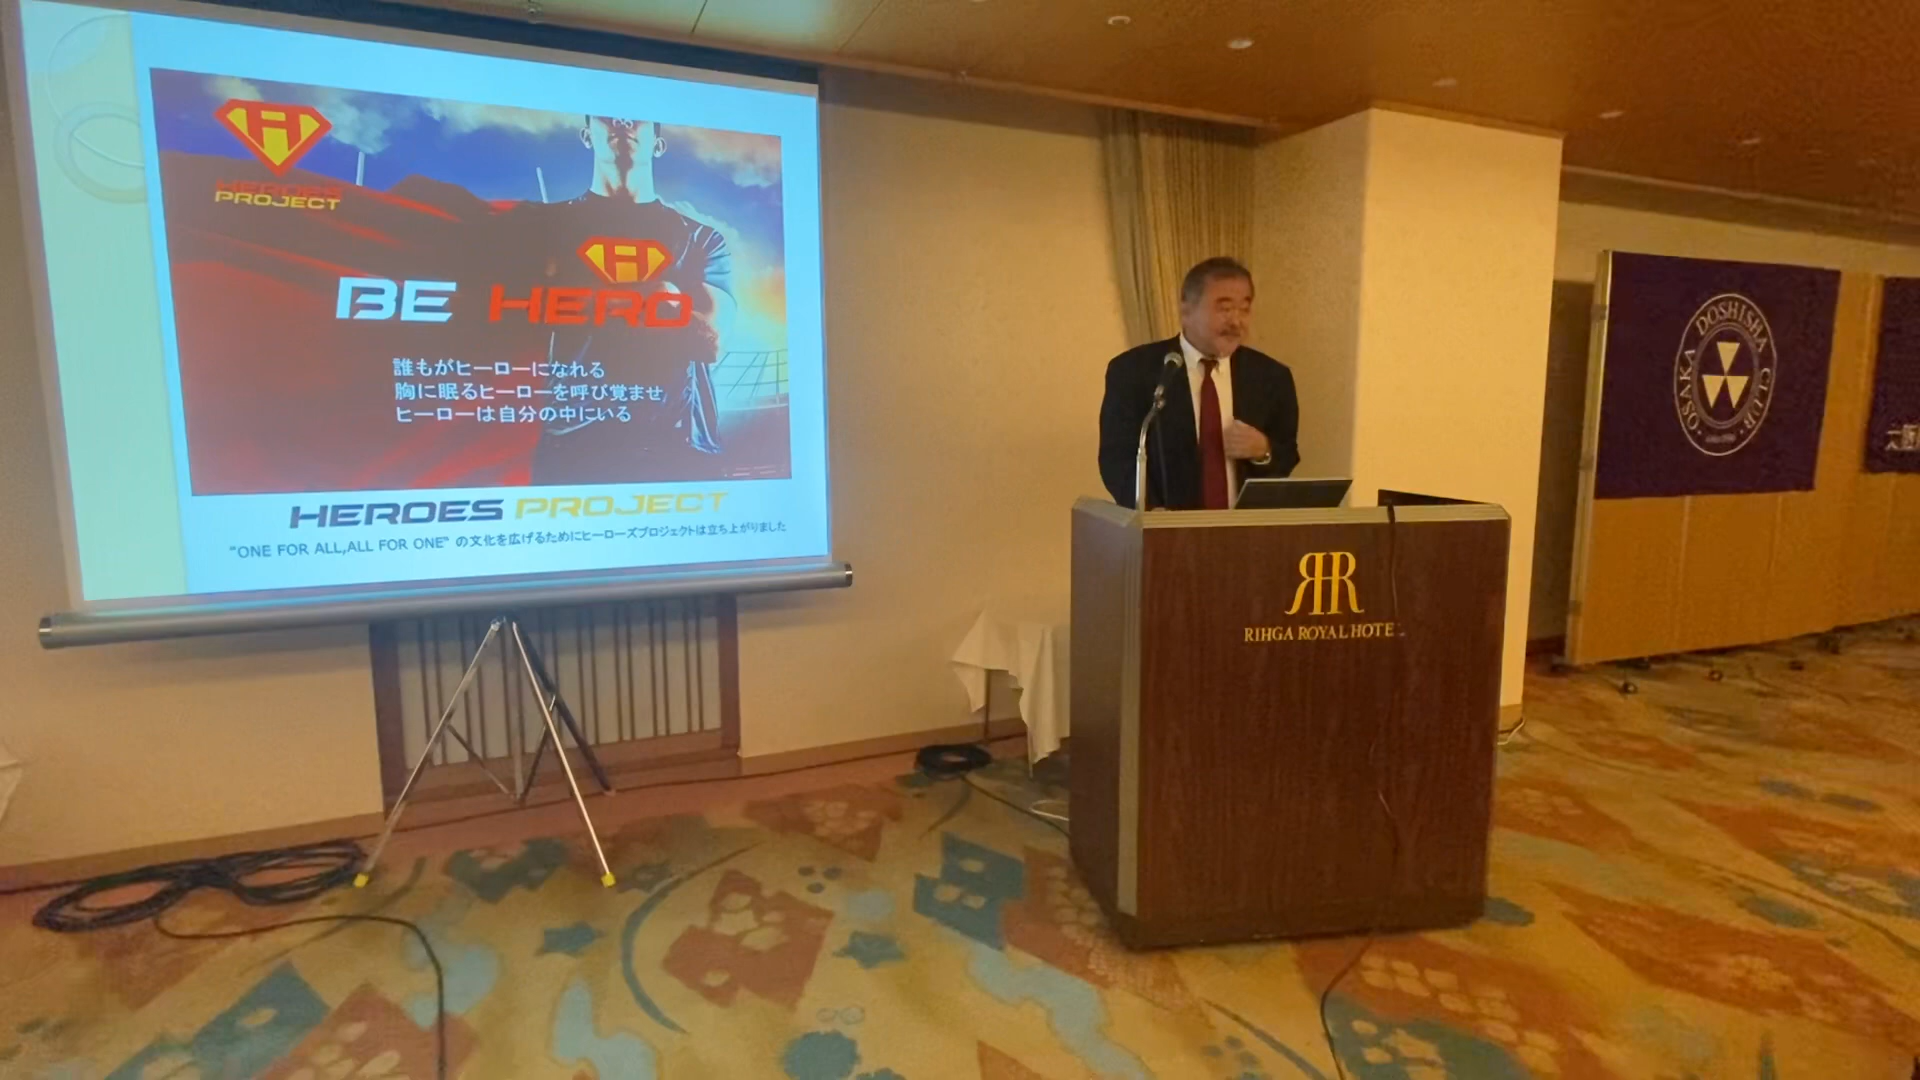 HEROES
PROJECT
BE HERO
誰もがヒーローになれる
胸に眠るヒーローを呼び覚ませ
ヒーローは自分の中にいる
HEROES PROJECT
"ONE FOR ALL,ALL FOR ONE" の文化を広げるためにヒーローズプロジェクトは立ち上がりました
RIHGA ROYAL HOTEL
OSAKA DOSHISHA CLUB
大阪